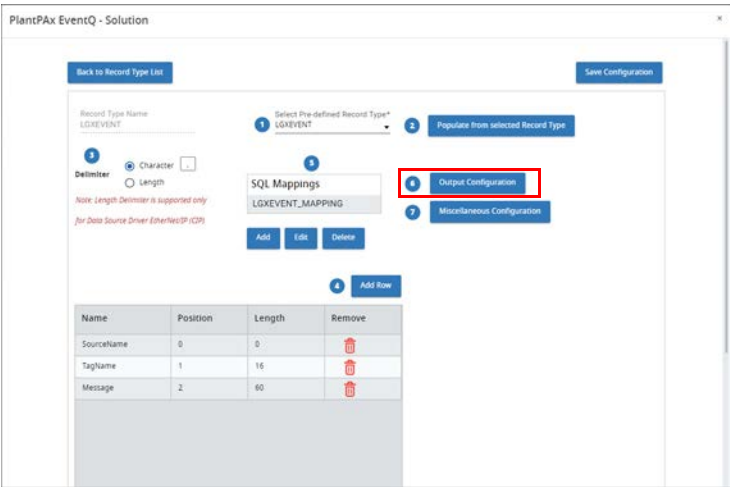 PlantPAx EventQ - Solution
×
Back to Record Type List
Save Configuration
Record Type Name
LGXEVENT
Select Pre-defined Record Type*
1
LGXEVENT
2
Populate from selected Record Type
3
Delimiter
Character
Length
Note: Length Delimiter is supported only
for Data Source Driver EtherNet/IP (CIP)
5
SQL Mappings
LGXEVENT_MAPPING
Add
Edit
Delete
6
Output Configuration
7
Miscellaneous Configuration
4
Add Row
Name Position Length Remove
SourceName 0 0
TagName 1 16
Message 2 60